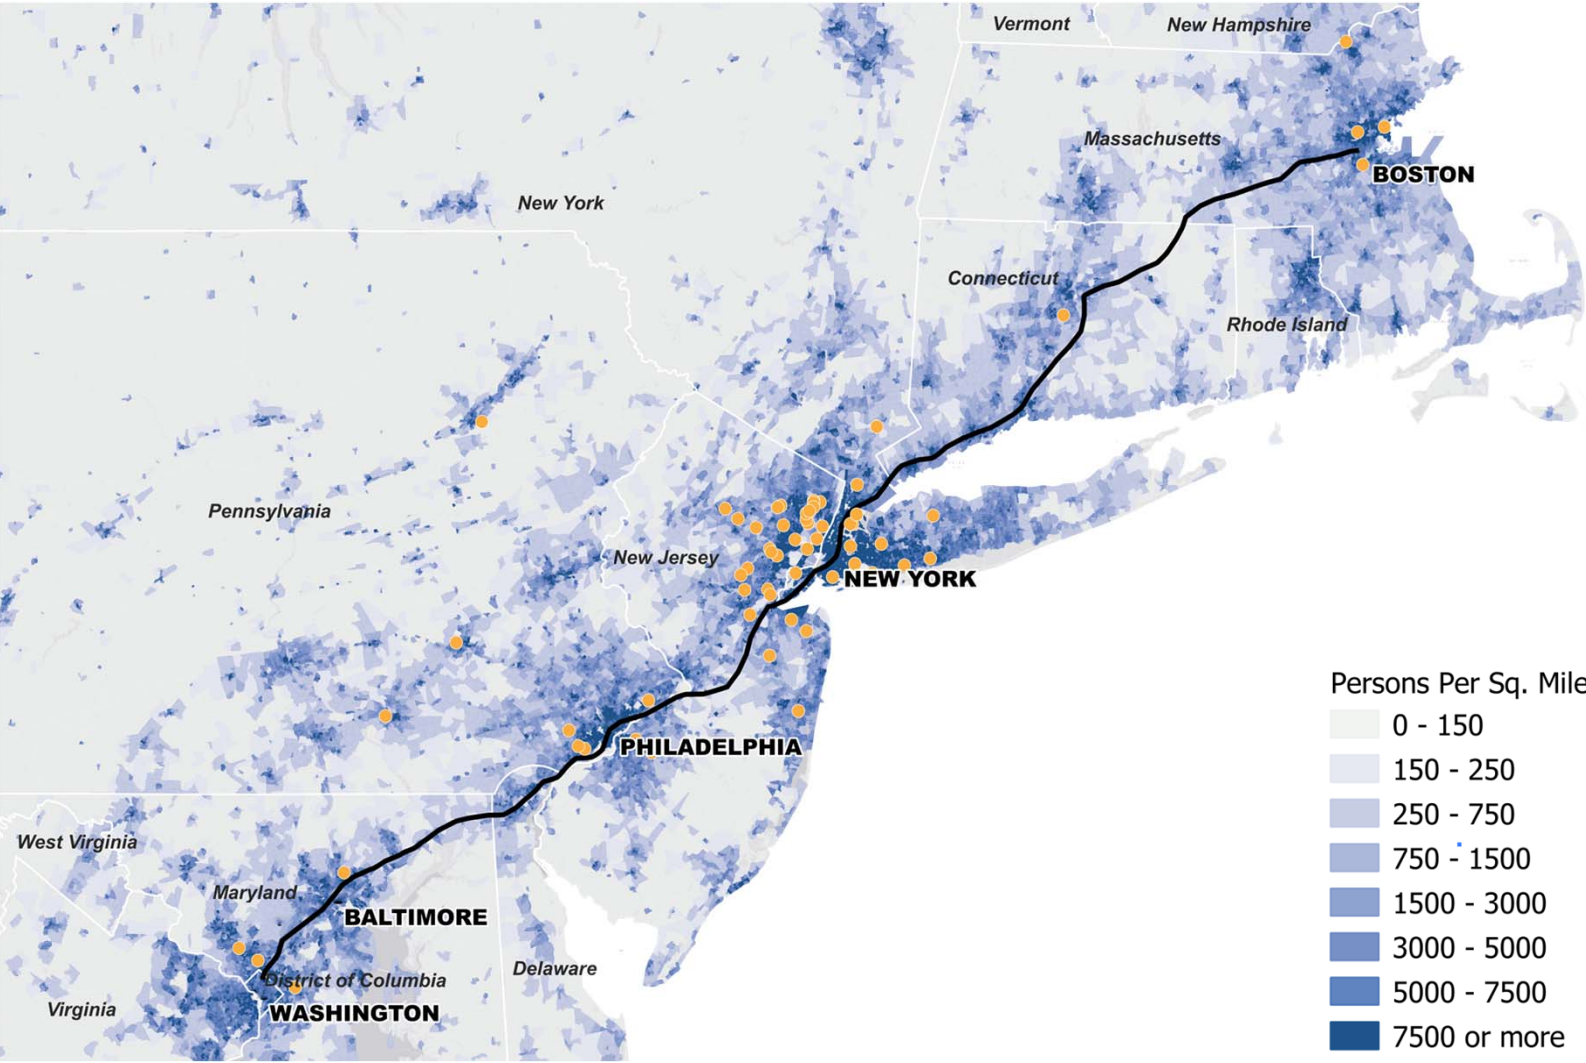 Vermont
New Hampshire
Massachusetts
BOSTON
New York
Connecticut
Rhode Island
Pennsylvania
New Jersey
NEW YORK
PHILADELPHIA
West Virginia
Maryland
BALTIMORE
Delaware
District of Columbia
Virginia
WASHINGTON
Persons Per Sq. Mile
0 - 150
150 - 250
250 - 750
750 - 1500
1500 - 3000
3000 - 5000
5000 - 7500
7500 or more